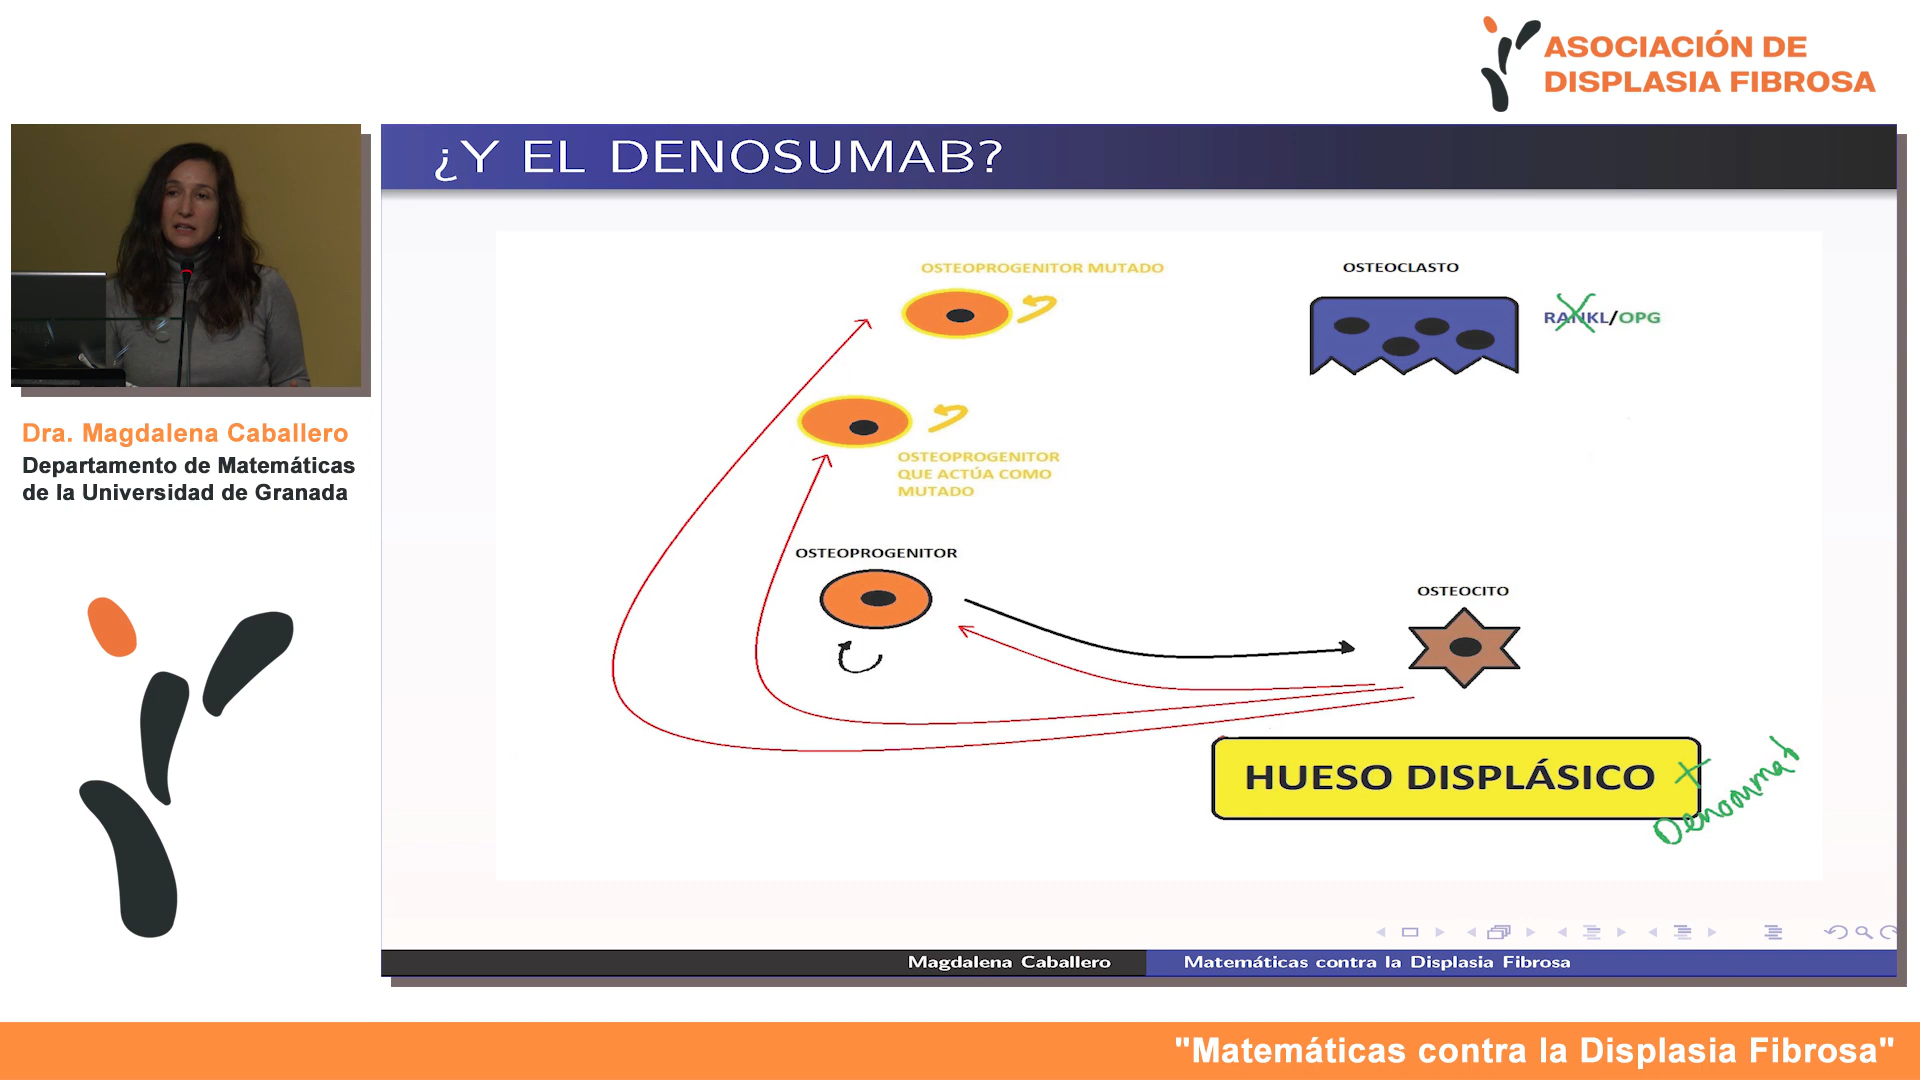 ASOCIACIÓN DE
DISPLASIA FIBROSA
¿Y EL DENOSUMAB?
OSTEOPROGENITOR MUTADO
OSTEOCLASTO
RANKL/OPG
OSTEOPROGENITOR
QUE ACTÚA COMO
MUTADO
OSTEOPROGENITOR
OSTEOCITO
HUESO DISPLÁSICO +
Dra. Magdalena Caballero
Departamento de Matemáticas
de la Universidad de Granada
Magdalena Caballero
Matemáticas contra la Displasia Fibrosa
"Matemáticas contra la Displasia Fibrosa"